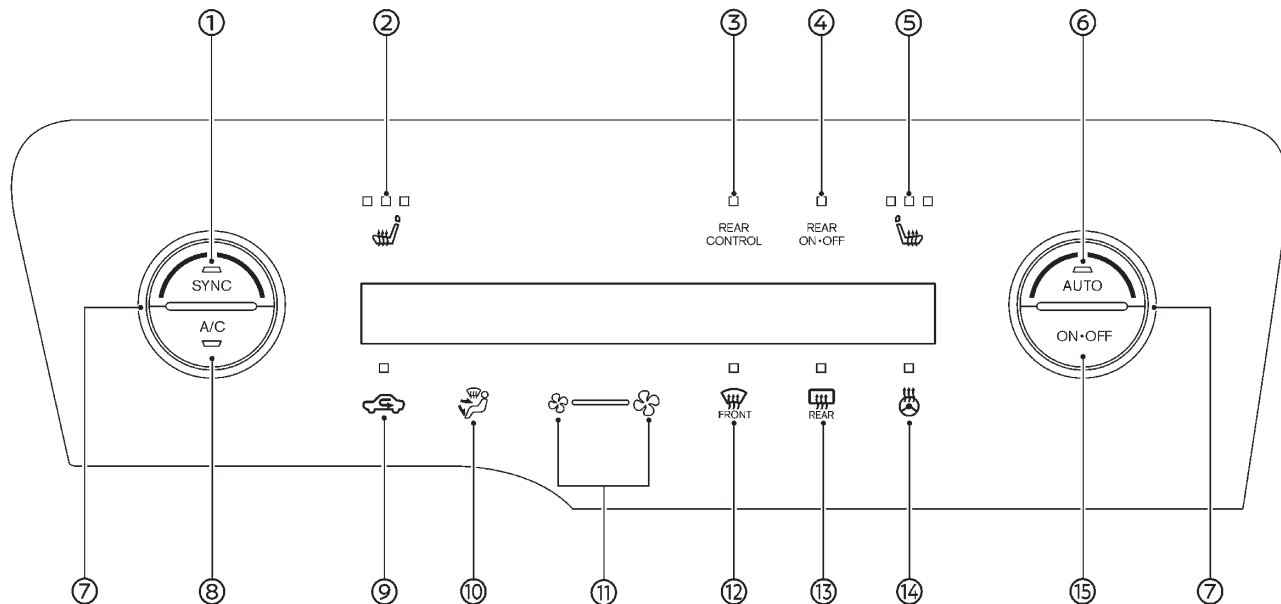 ① ② ③ ④ ⑤ ⑥
REAR
CONTROL
REAR
ON•OFF
SYNC
A/C
AUTO
ON•OFF
FRONT
REAR
⑦ ⑧ ⑨ ⑩ ⑪ ⑫ ⑬ ⑭ ⑮ ⑦